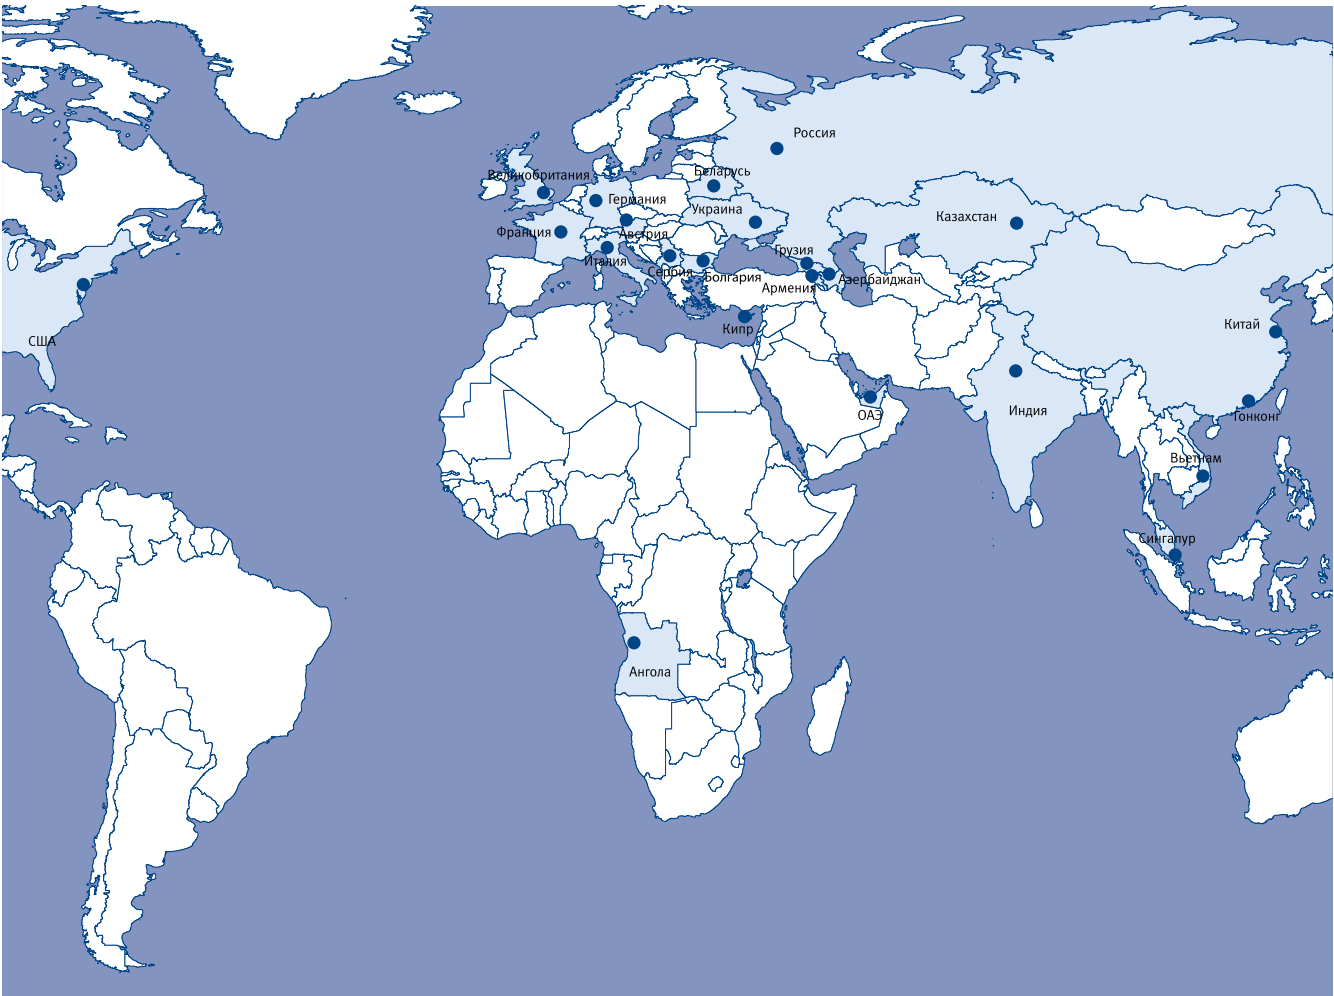 Россия
Беларусь
Великобритания
Германия
Украина
Казахстан
Франция
Австрия
Грузия
Италия
Сербия
Болгария
Азербайджан
Армения
Китай
Кипр
США
Индия
ОАЭ
Гонконг
Вьетнам
Сингапур
Ангола